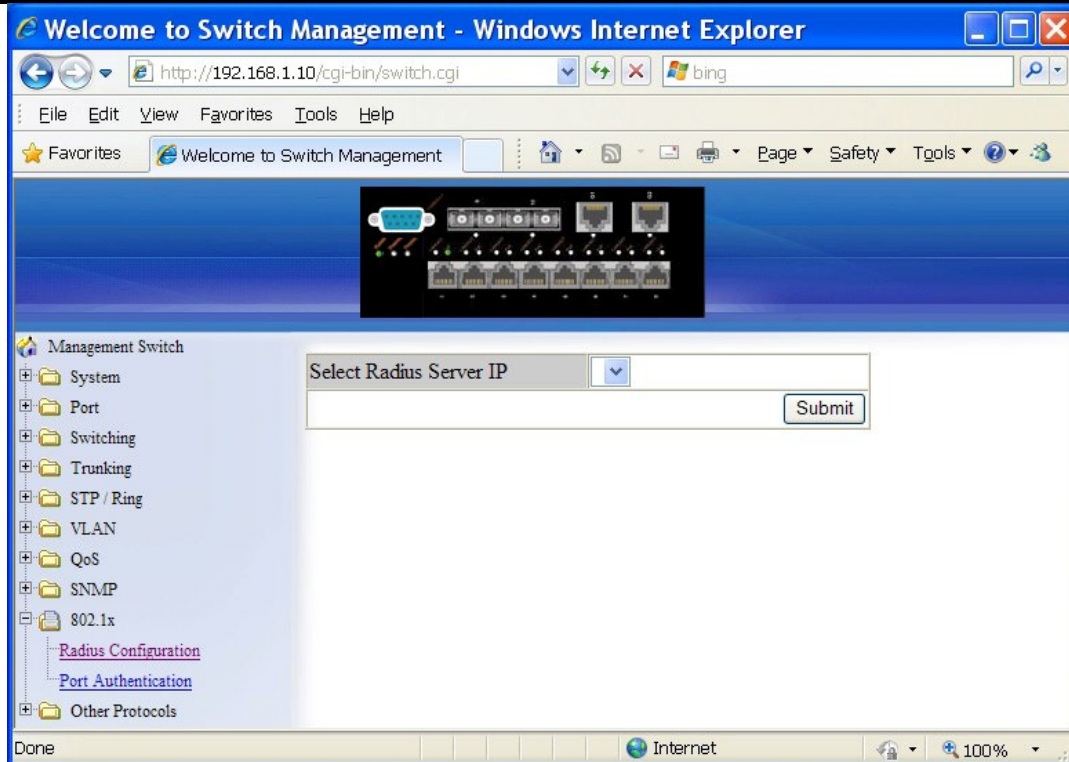 Welcome to Switch Management - Windows Internet Explorer
http://192.168.1.10/cgi-bin/switch.cgi
bing
File Edit View Favorites Tools Help
Favorites
Welcome to Switch Management
Page Safety Tools
Management Switch
System
Port
Switching
Trunking
STP / Ring
VLAN
QoS
SNMP
802.1x
Radius Configuration
Port Authentication
Other Protocols
Select Radius Server IP
Submit
Done
Internet
100%